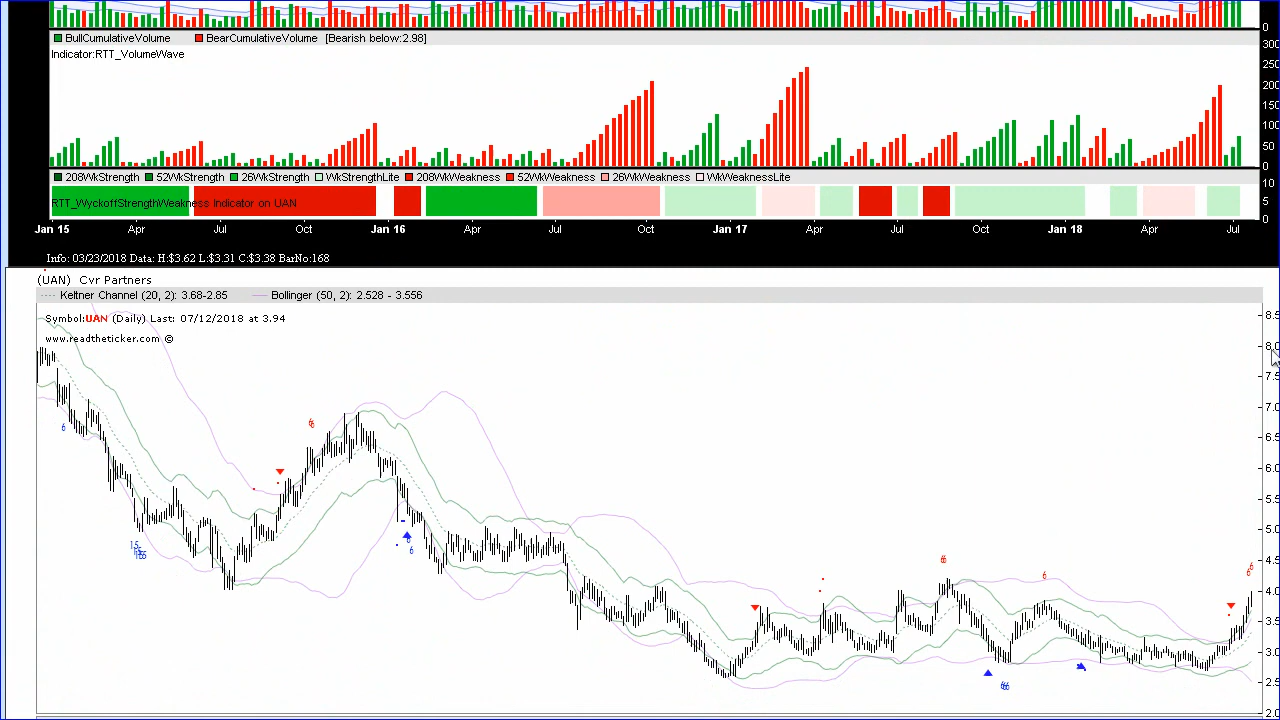 0
BullCumulativeVolume BearCumulativeVolume [Bearish below:2.98]
300
Indicator:RTT_VolumeWave
250
200
150
100
50
0
208WkStrength 52WkStrength 26WkStrength WkStrengthLite 208WkWeakness 52WkWeakness 26WkWeakness WkWeaknessLite
10
RTT_WyckoffStrengthWeakness Indicator on UAN
5
0
Jan 15 Apr Jul Oct Jan 16 Apr Jul Oct Jan 17 Apr Jul Oct Jan 18 Apr Jul
Info: 03/23/2018 Data: H:$3.62 L:$3.31 C:$3.38 BarNo:168
(UAN) Cvr Partners
Keltner Channel (20, 2): 3.68-2.85 Bollinger (50, 2): 2.528 - 3.556
Symbol:UAN (Daily) Last: 07/12/2018 at 3.94
8.5
www.readtheticker.com ©
8.0
7.5
7.0
6.5
6.0
5.5
5.0
4.5
4.0
3.5
3.0
2.5
2.0